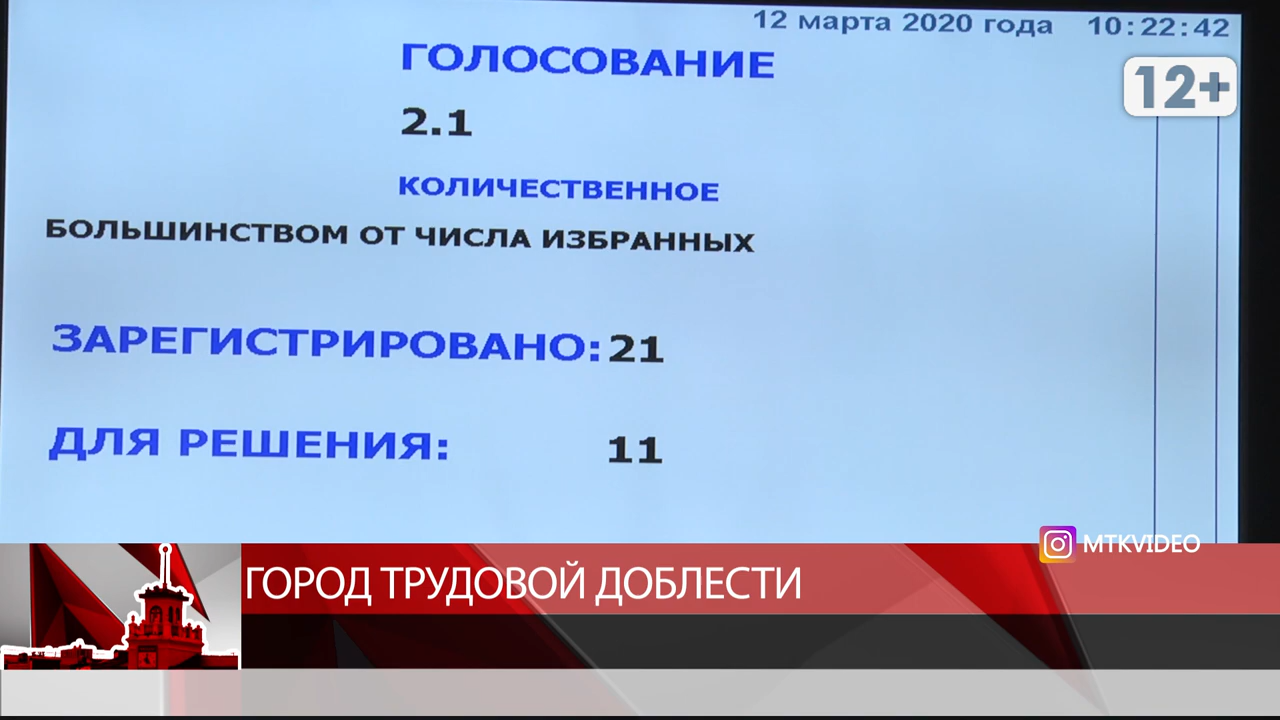 12 марта 2020 года 10:22:42
ГОЛОСОВАНИЕ
12+
2.1
КОЛИЧЕСТВЕННОЕ
БОЛЬШИНСТВОМ ОТ ЧИСЛА ИЗБРАННЫХ
ЗАРЕГИСТРИРОВАНО: 21
ДЛЯ РЕШЕНИЯ: 11
MTKVIDEO
ГОРОД ТРУДОВОЙ ДОБЛЕСТИ